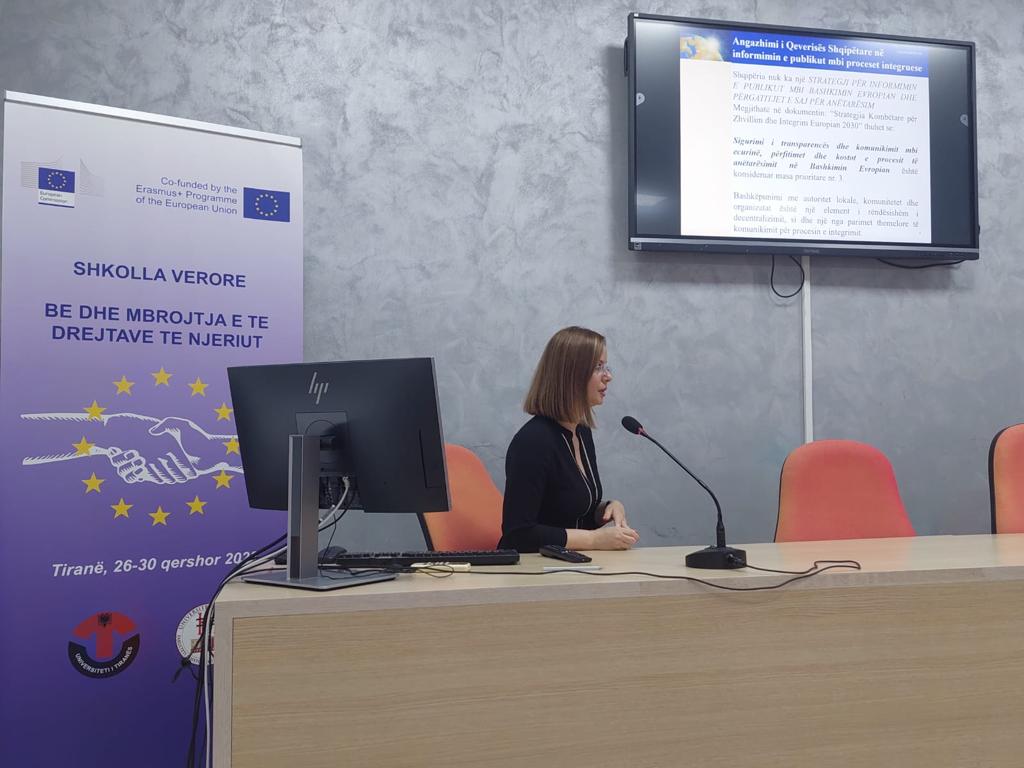 European
Commission
Co-funded by the
Erasmus+ Programme
of the European Union
SHKOLLA VERORE
BE DHE MBROJTJA E TE
DREJTAVE TE NJERIUT
Tiranë, 26-30 qershor
UNIVERSITETI I TIRANËS
hp
Angazhimi i Qeverisës Shqipëtare në
informimin e publikut mbi proceset integruese
Shqipëria nuk ka një STRATEGJI PËR INFORMIMIN
E PUBLIKUT MBI BASHKIMIN EVROPIAN DHE
PËRGATITJET E SAJ PËR ANËTARËSIM
Megjithatë në dokumentin: “Strategjia Kombëtare për
Zhvillim dhe Integrim Europian 2030” thuhet se:
Sigurimi i transparencës dhe komunikimit mbi
ecurinë, përfitimet dhe kostot e procesit të
anëtarësimit në Bashkimin Evropian është
konsideruar masa prioritare nr. 3.
Bashkëpunimi me autoritet lokale, komunitetet dhe
organizatat është një element i rëndësishëm i
decentralizimit, si dhe një nga parimet themelore të
komunikimit për procesin e integrimit.